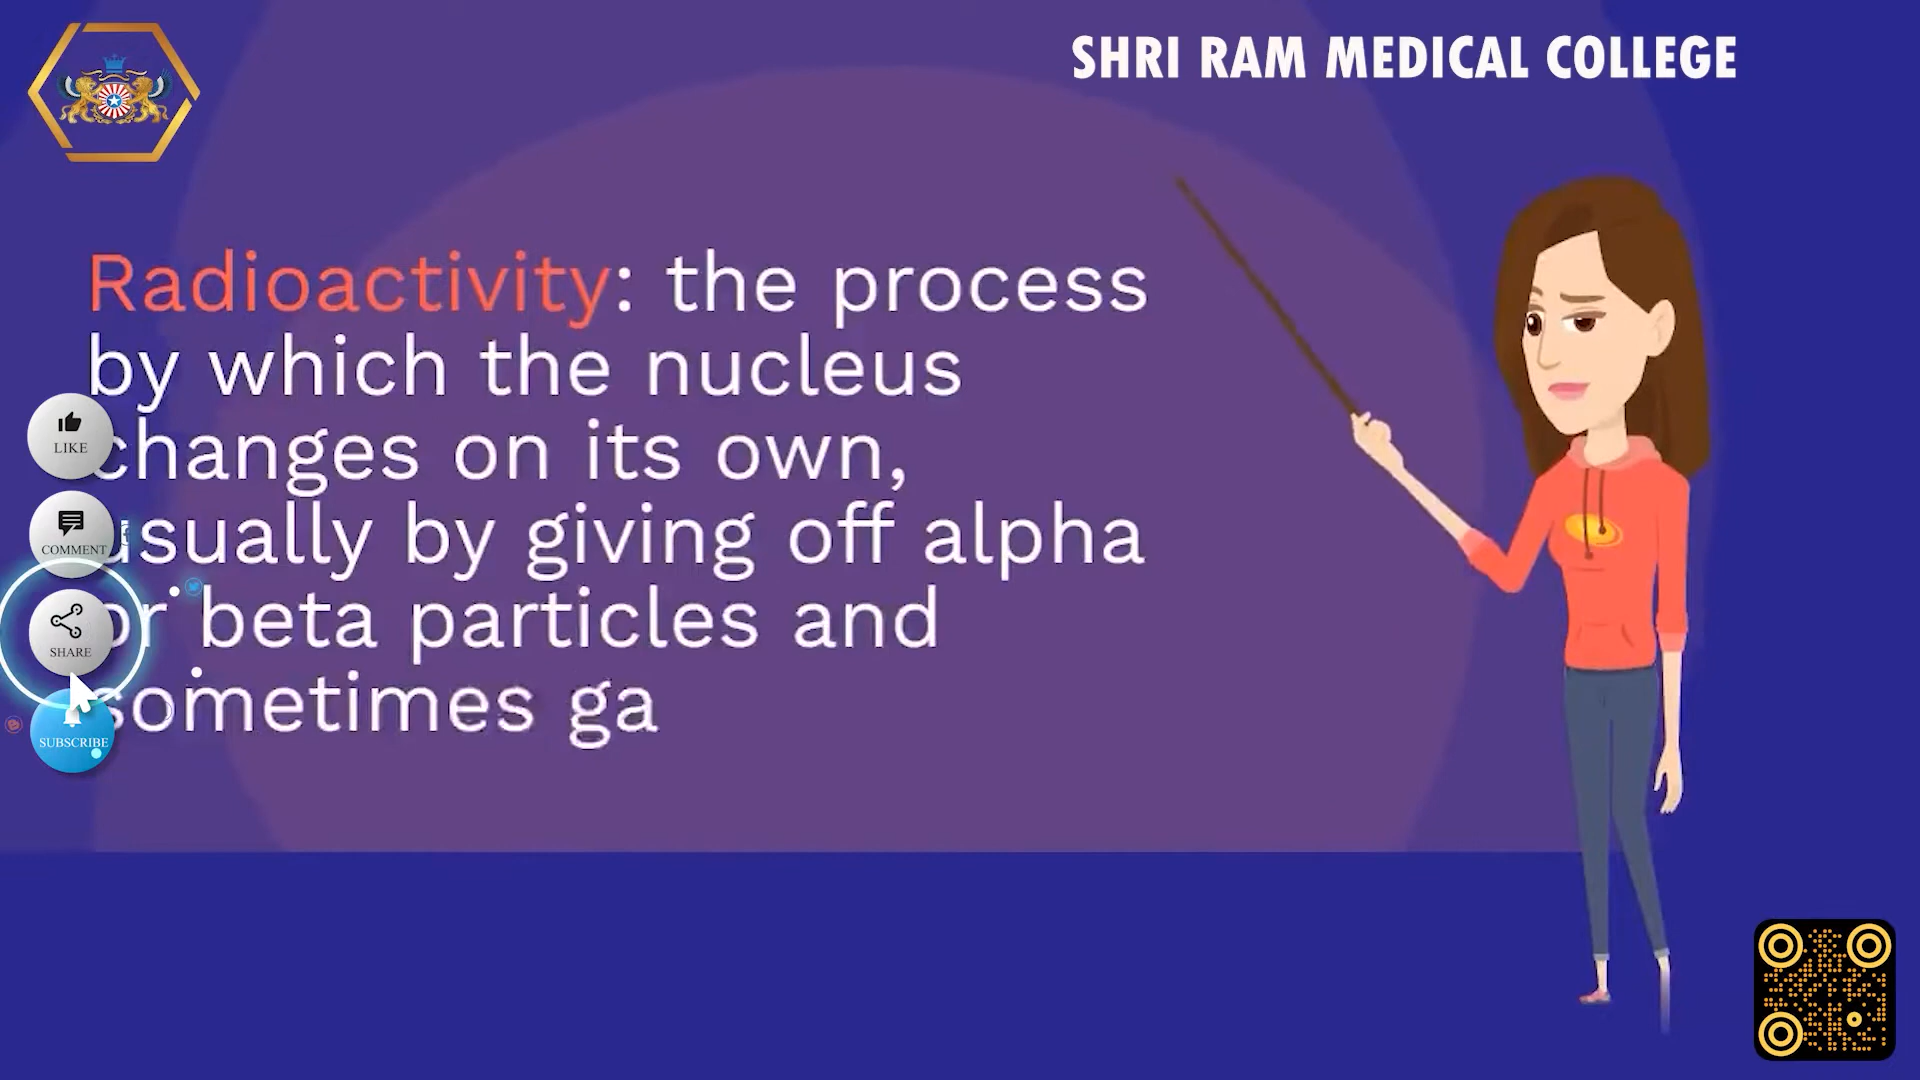 SHRI RAM MEDICAL COLLEGE
Radioactivity: the process
by which the nucleus
changes on its own,
usually by giving off alpha
or beta particles and
sometimes ga
LIKE
COMMENT
SHARE
SUBSCRIBE